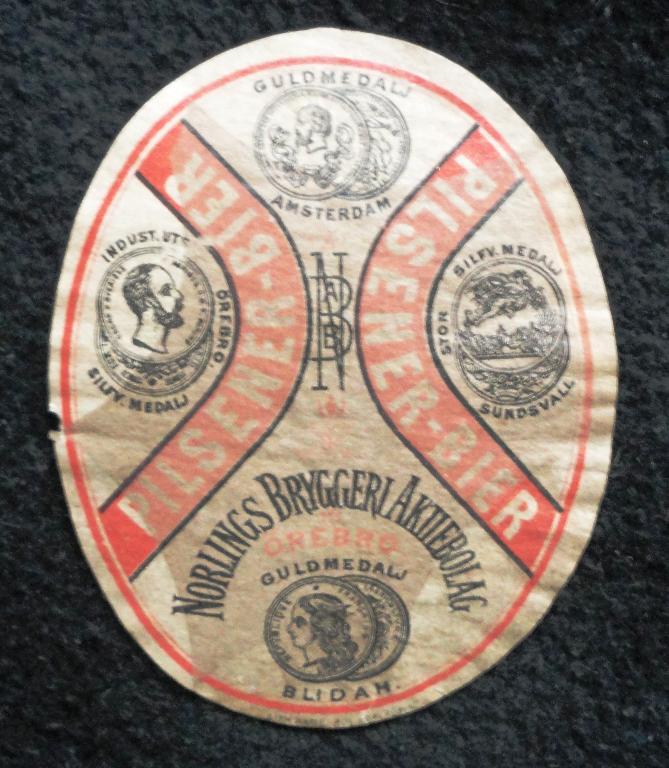 GULDMEDALJ
AMSTERDAM
PILSENER-BIER
PILSENER-BIER
INDUST. UTS
ÖREBRO.
SILFV. MEDALJ
SILFV. MEDALJ
STOR
SUNDSVALL.
NORLINGS BRYGGERI AKTIEBOLAG
ÖREBRO
GULDMEDALJ
BLIDAH.